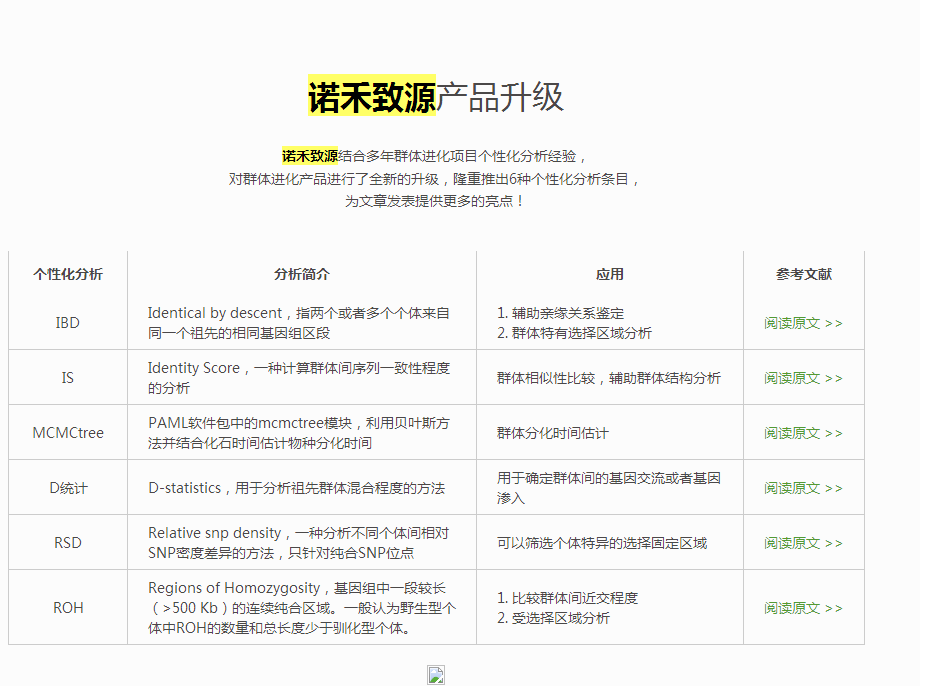 诺禾致源产品升级
诺禾致源结合多年群体进化项目个性化分析经验，
对群体进化产品进行了全新的升级，隆重推出6种个性化分析条目，
为文章发表提供更多的亮点！
个性化分析 分析简介 应用 参考文献
IBD
Identical by descent，指两个或者多个个体来自
同一个祖先的相同基因组区段
1. 辅助亲缘关系鉴定
2. 群体特有选择区域分析
阅读原文 >>
IS
Identity Score，一种计算群体间序列一致性程度
的分析
群体相似性比较，辅助群体结构分析
阅读原文 >>
MCMCtree
PAML软件包中的mcmctree模块，利用贝叶斯方
法并结合化石时间估计物种分化时间
群体分化时间估计
阅读原文 >>
D统计
D-statistics，用于分析祖先群体混合程度的方法
用于确定群体间的基因交流或者基因
渗入
阅读原文 >>
RSD
Relative snp density，一种分析不同个体间相对
SNP密度差异的方法，只针对纯合SNP位点
可以筛选个体特异的选择固定区域
阅读原文 >>
ROH
Regions of Homozygosity，基因组中一段较长
（>500 Kb）的连续纯合区域。一般认为野生型个
体中ROH的数量和总长度少于驯化型个体。
1. 比较群体间近交程度
2. 受选择区域分析
阅读原文 >>